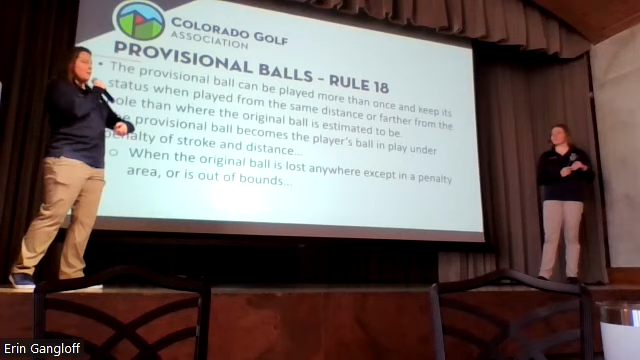 COLORADO GOLF
ASSOCIATION
PROVISIONAL BALLS – RULE 18
• The provisional ball can be played more than once and keep its
status when played from the same distance or farther from the
hole than where the original ball is estimated to be.
provisional ball becomes the player's ball in play under
penalty of stroke and distance...
o When the original ball is lost anywhere except in a penalty
area, or is out of bounds...
Erin Gangloff